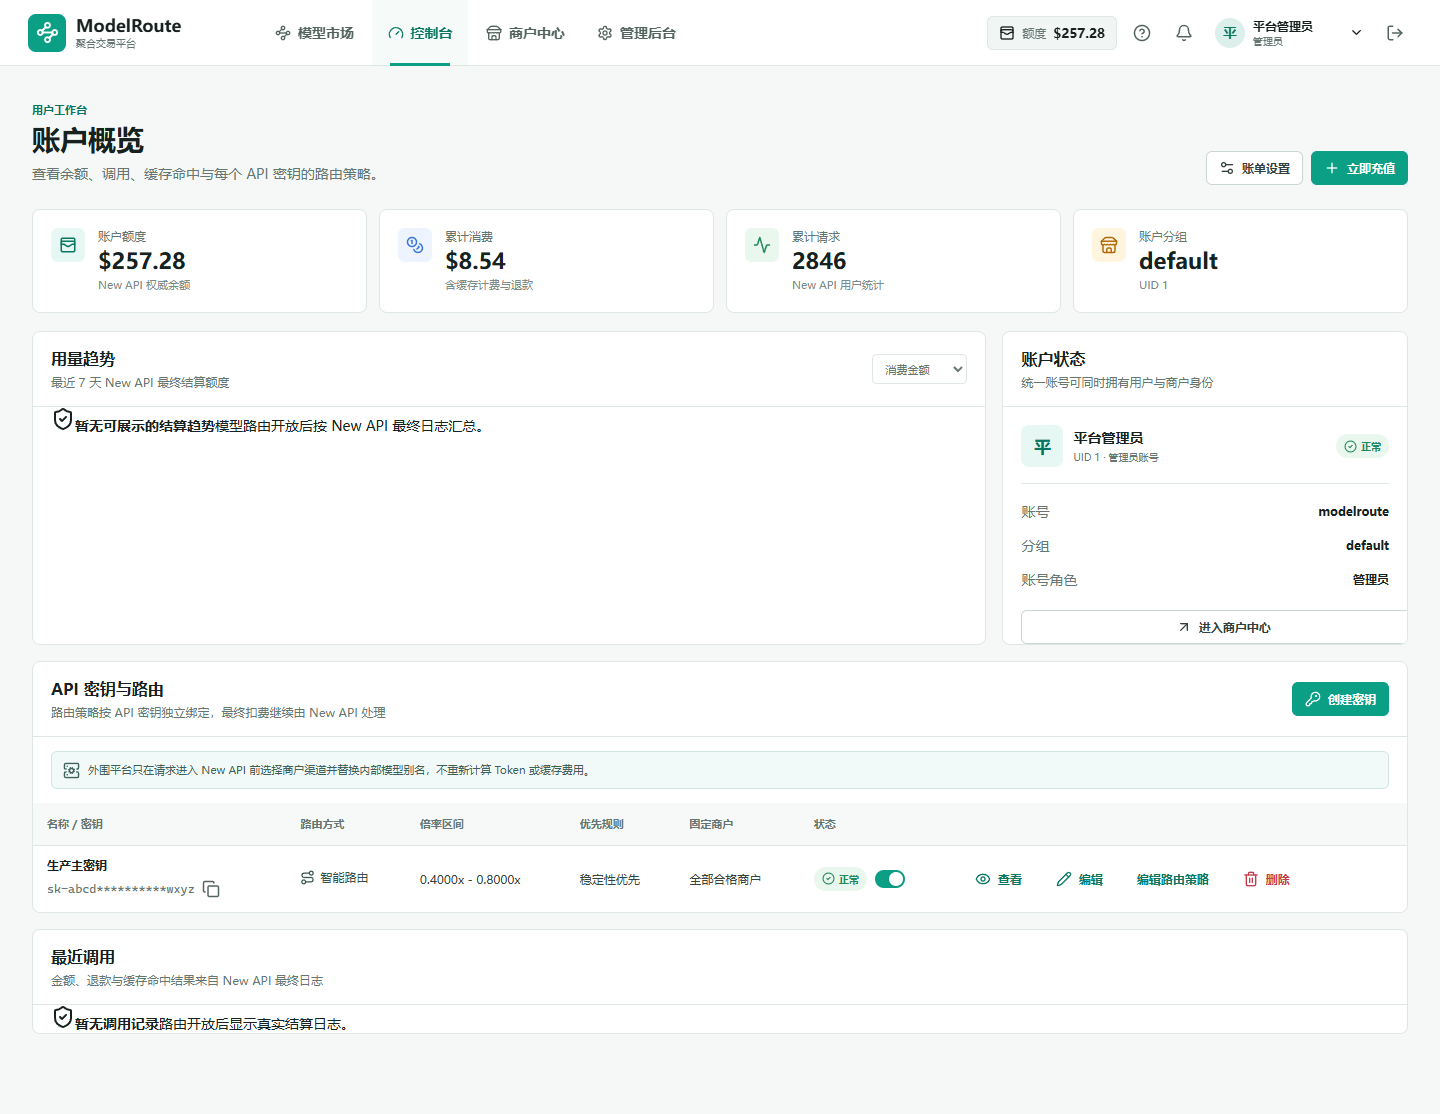 ModelRoute
聚合交易平台
模型市场
控制台
商户中心
管理后台
额度 $257.28
平
平台管理员
管理员
用户工作台
账户概览
查看余额、调用、缓存命中与每个 API 密钥的路由策略。
账单设置
立即充值
账户额度
$257.28
New API 权威余额
累计消费
$8.54
含缓存计费与退款
累计请求
2846
New API 用户统计
账户分组
default
UID 1
用量趋势
最近 7 天 New API 最终结算额度
消费金额
暂无可展示的结算趋势模型路由开放后按 New API 最终日志汇总。
账户状态
统一账号可同时拥有用户与商户身份
平
平台管理员
UID 1 · 管理员账号
正常
账号 modelroute
分组 default
账号角色 管理员
进入商户中心
API 密钥与路由
路由策略按 API 密钥独立绑定，最终扣费继续由 New API 处理
创建密钥
外围平台只在请求进入 New API 前选择商户渠道并替换内部模型别名，不重新计算 Token 或缓存费用。
名称 / 密钥 路由方式 倍率区间 优先规则 固定商户 状态
生产主密钥
sk-abcd**********wxyz
智能路由 0.4000x - 0.8000x 稳定性优先 全部合格商户 正常 查看 编辑 编辑路由策略 删除
最近调用
金额、退款与缓存命中结果来自 New API 最终日志
暂无调用记录路由开放后显示真实结算日志。